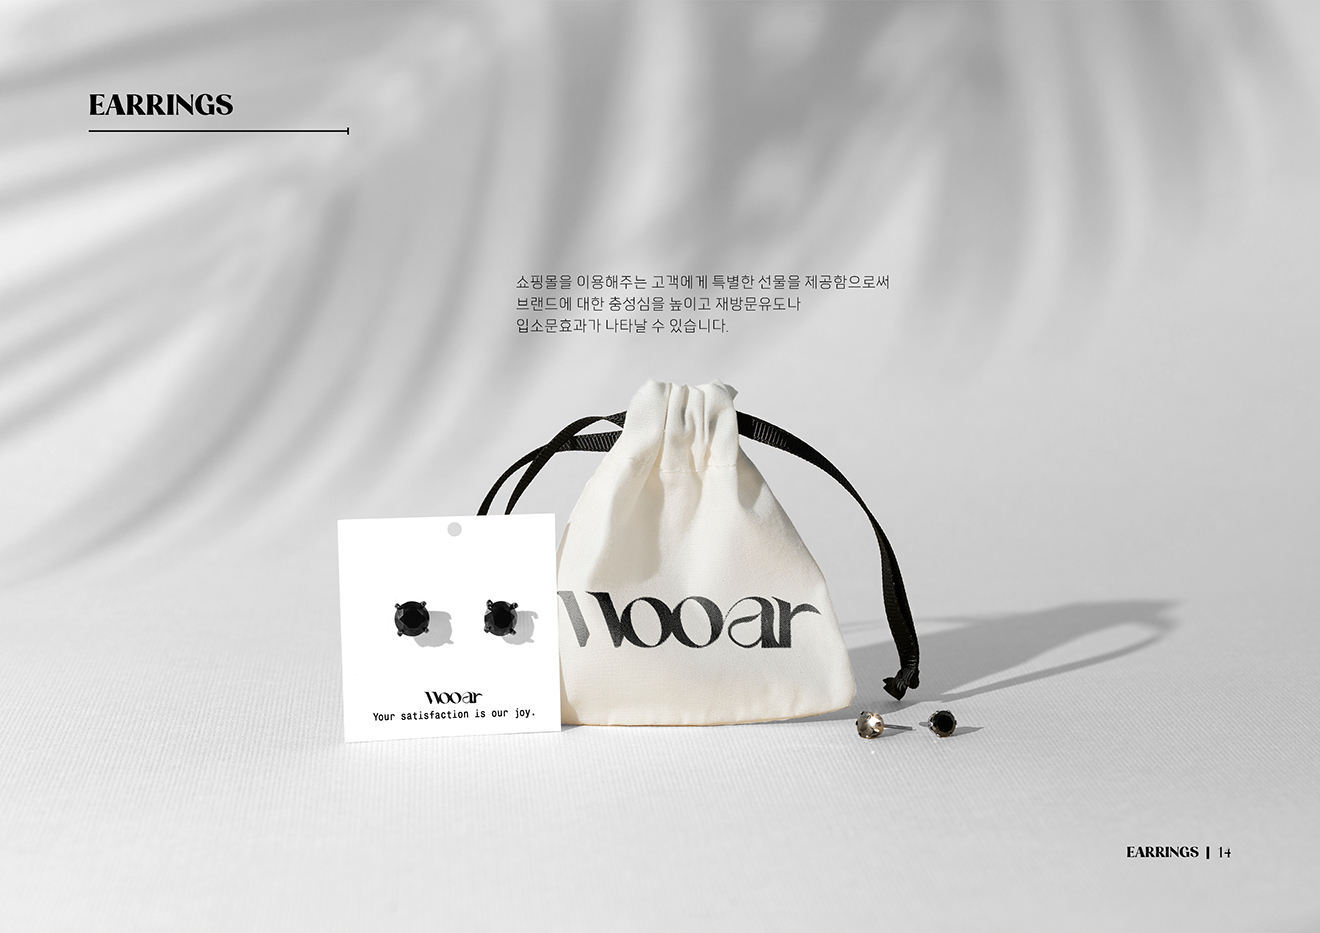 EARRINGS
쇼핑몰을 이용해주는 고객에게 특별한 선물을 제공함으로써
브랜드에 대한 충성심을 높이고 재방문유도나
입소문효과가 나타날 수 있습니다.
Wooar
Wooar
Your satisfaction is our joy.
EARRINGS | 14